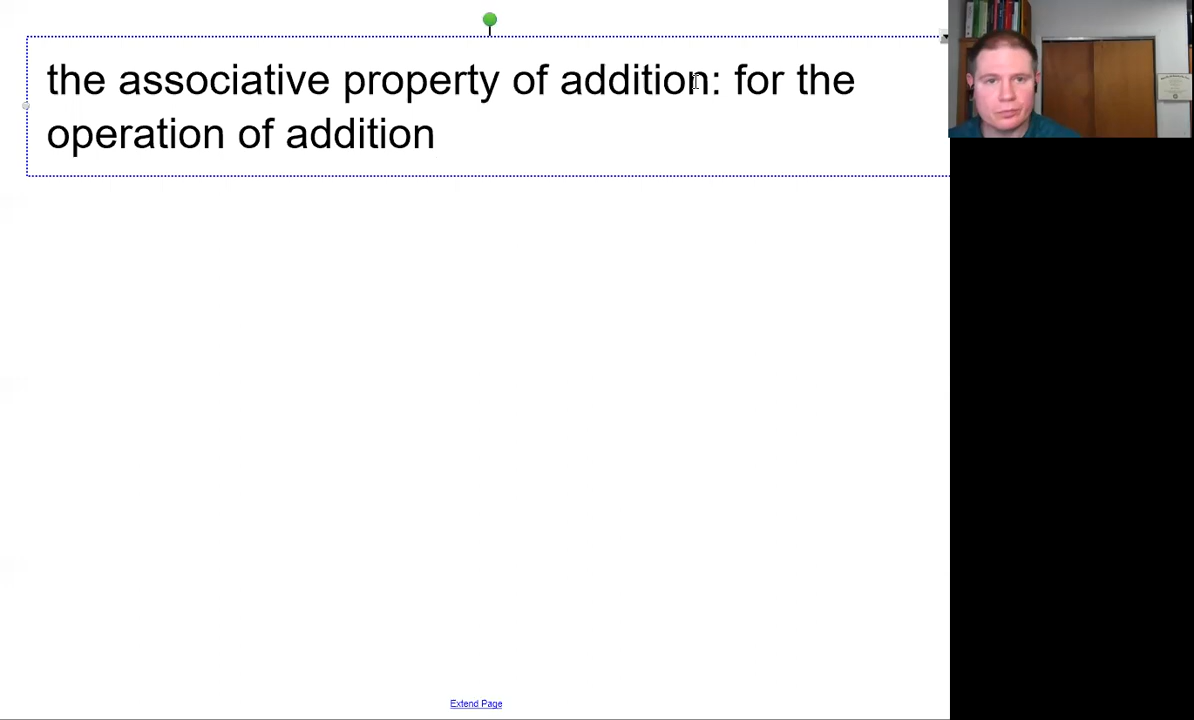 the associative property of addition: for the
operation of addition
Extend Page